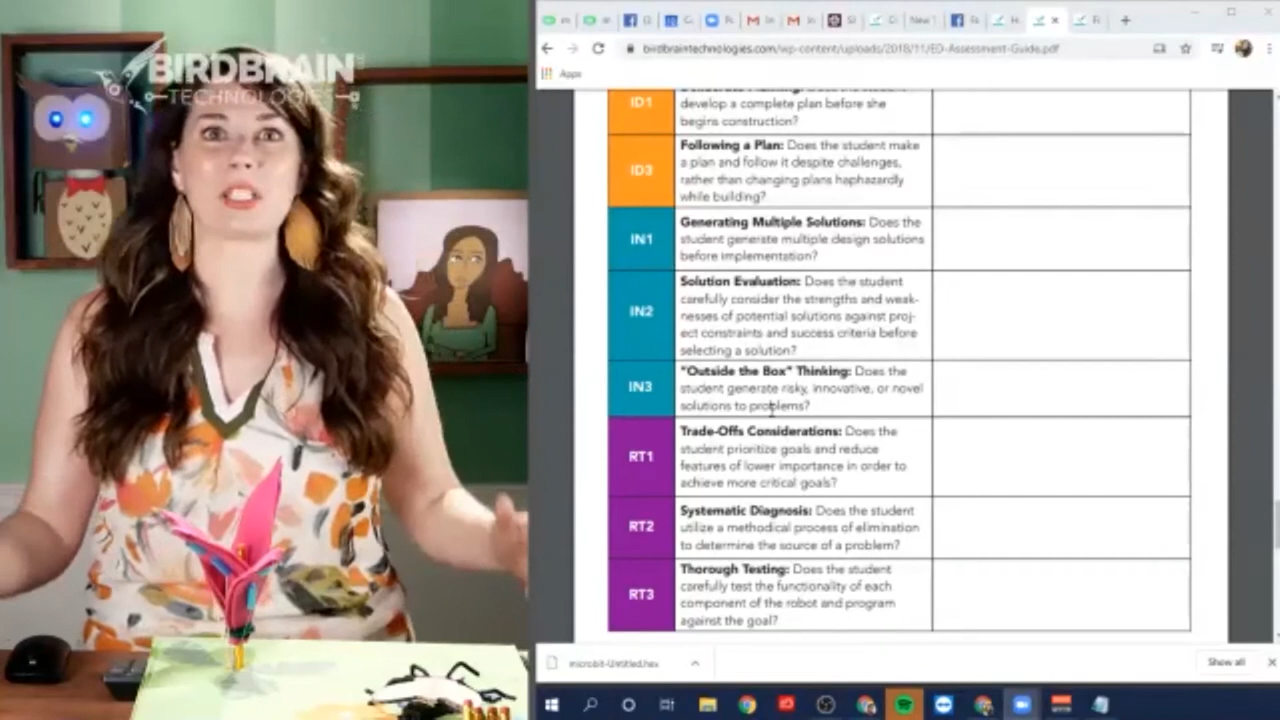 BIRDBRAIN
TECHNOLOGIES
birdbraintechnologies.com/wp-content/uploads/2018/11/ED-Assessment-Guide.pdf
Apps
ID1
develop a complete plan before she
begins construction?
ID3
Following a Plan: Does the student make
a plan and follow it despite challenges,
rather than changing plans haphazardly
while building?
IN1
Generating Multiple Solutions: Does the
student generate multiple design solutions
before implementation?
IN2
Solution Evaluation: Does the student
carefully consider the strengths and weak-
nesses of potential solutions against proj-
ect constraints and success criteria before
selecting a solution?
IN3
"Outside the Box" Thinking: Does the
student generate risky, innovative, or novel
solutions to problems?
RT1
Trade-Offs Considerations: Does the
student prioritize goals and reduce
features of lower importance in order to
achieve more critical goals?
RT2
Systematic Diagnosis: Does the student
utilize a methodical process of elimination
to determine the source of a problem?
RT3
Thorough Testing: Does the student
carefully test the functionality of each
component of the robot and program
against the goal?
microbit-Untitled.hex
Show all